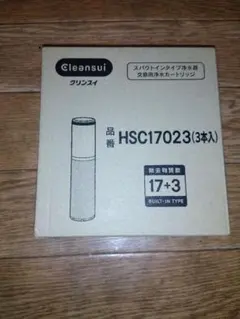 Cleansui
クリンスイ
スパウトインタイプ浄水器
交換用浄水カートリッジ
品番 HSC17023(3本入)
除去物質数
17+3
BUILT-IN TYPE